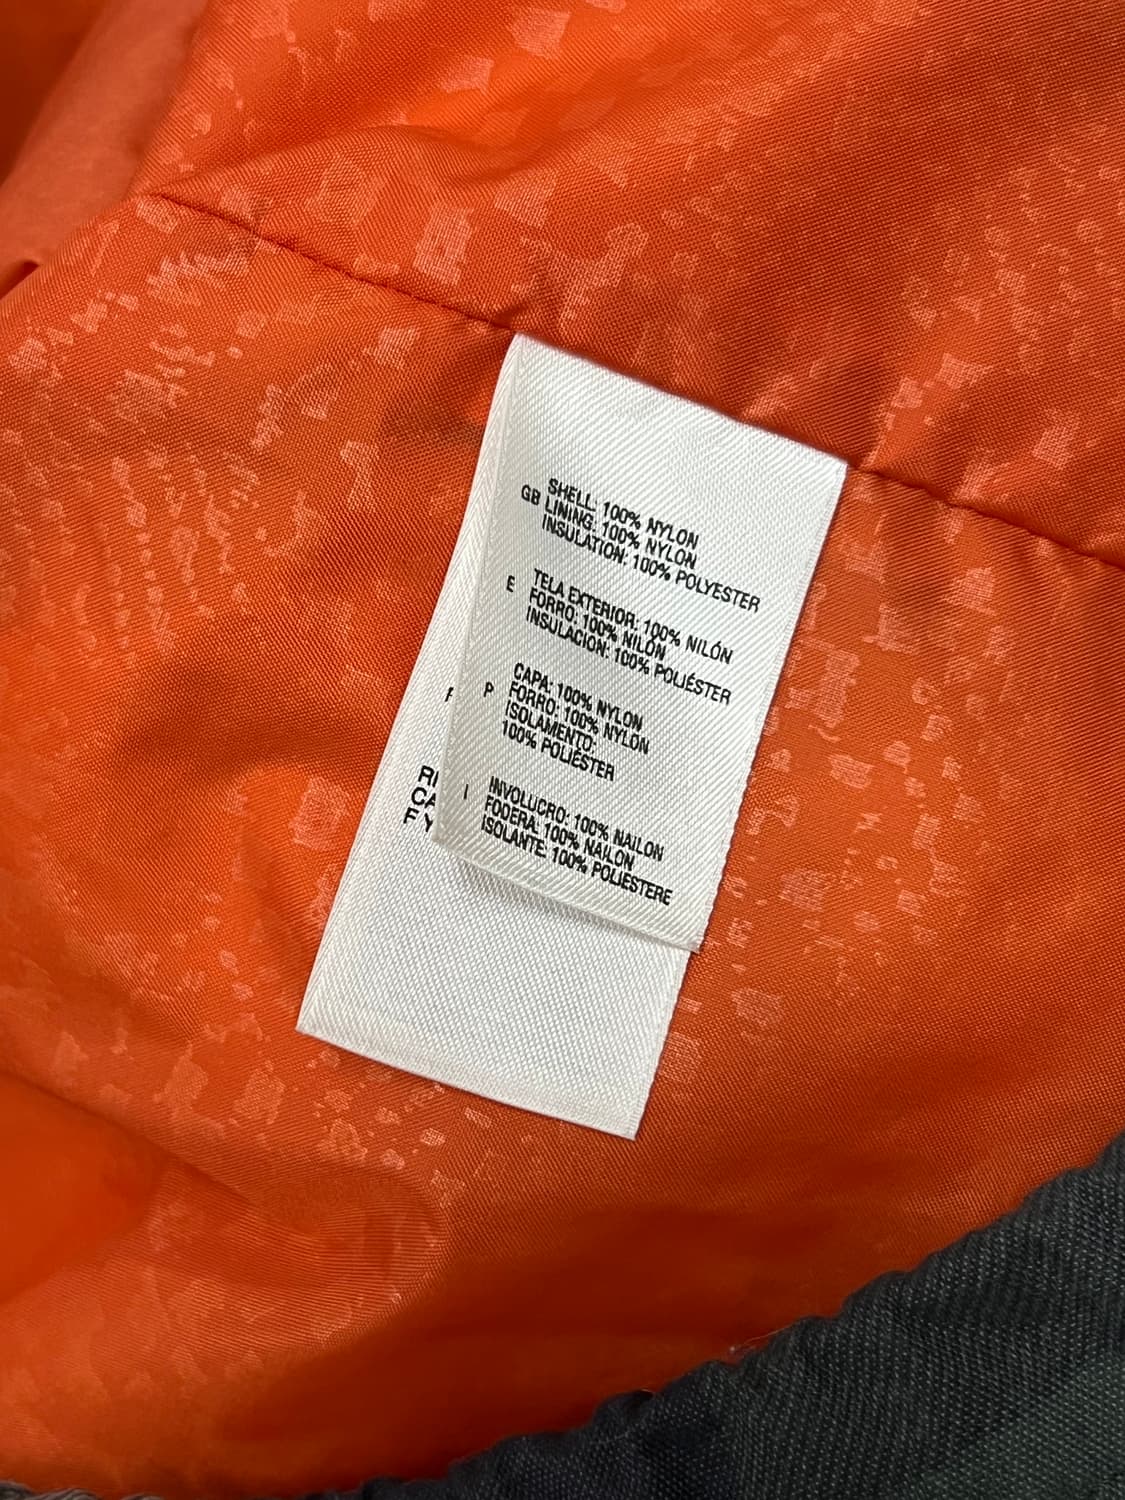 SHELL: 100% NYLON
GB LINING: 100% NYLON
INSULATION: 100% POLYESTER
E TELA EXTERIOR: 100% NILÓN
FORRO: 100% NILÓN
INSULACION: 100% POLIÉSTER
P CAPA: 100% NYLON
FORRO: 100% NYLON
ISOLAMENTO:
100% POLIÉSTER
I INVOLUCRO: 100% NAILON
FODERA: 100% NAILON
ISOLANTE: 100% POLIESTERE